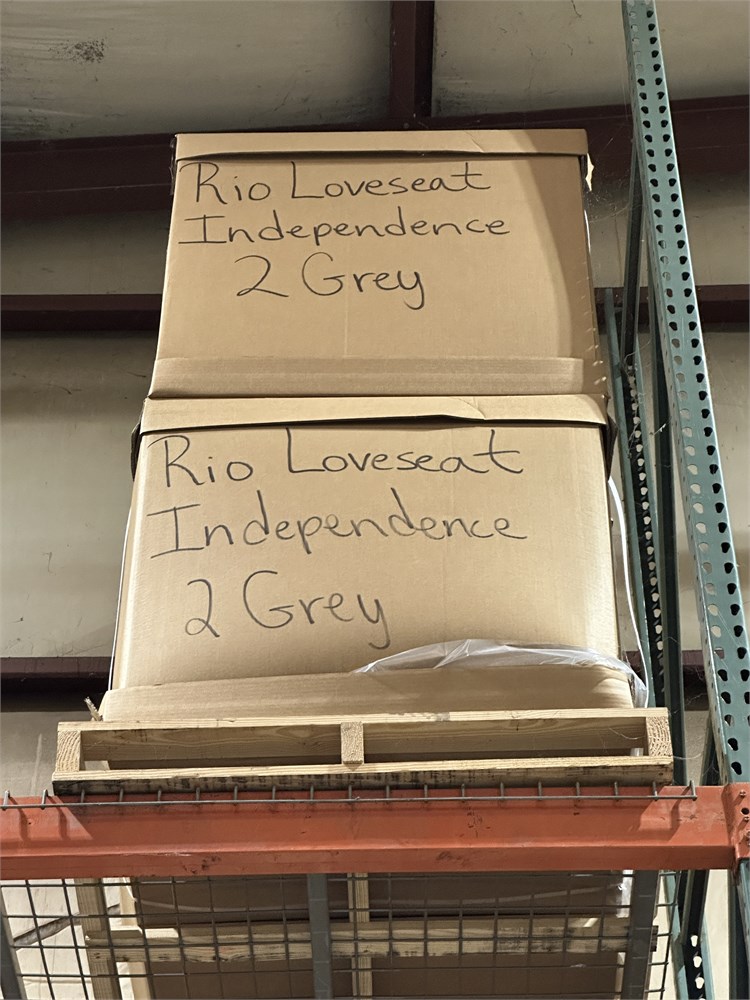 Rio Loveseat
Independence
2 Grey
Rio Loveseat
Independence
2 Grey